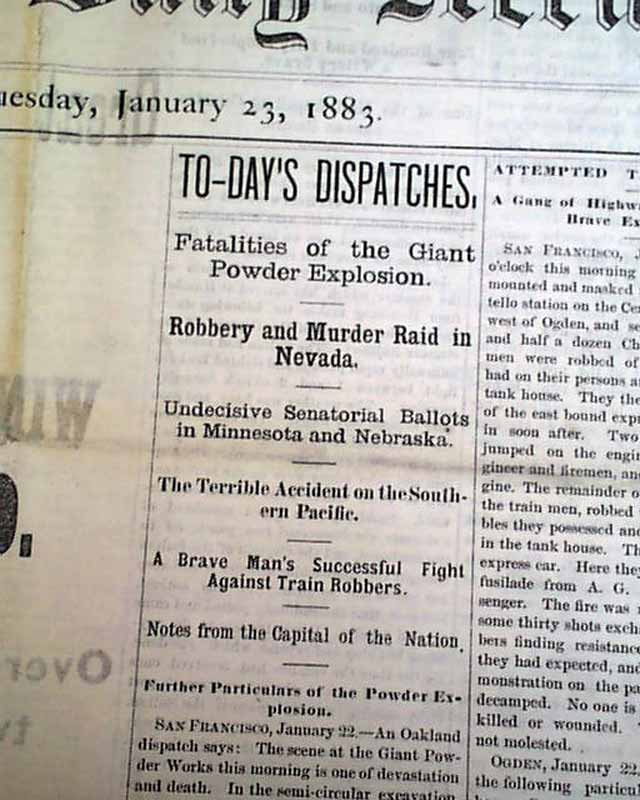 uesday, January 23, 1883.
TO-DAY'S DISPATCHES.
Fatalities of the Giant
Powder Explosion.
Robbery and Murder Raid in
Nevada.
Undecisive Senatorial Ballots
in Minnesota and Nebraska.
The Terrible Accident on the South-
ern Pacific.
A Brave Man's Successful Fight
Against Train Robbers.
Notes from the Capital of the Nation.
Further Particulars of the Powder Ex-
plosion.
SAN FRANCISCO, January 22.—An Oakland
dispatch says: The scene at the Giant Pow-
der Works this morning is one of devastation
and death. In the semi-circular excavation
ATTEMPTED T
A Gang of Highw
Brave Ex
SAN FRANCISCO, J
o'clock this morning
mounted and masked
tello station on the Ce
west of Ogden, and se
and half a dozen Ch
men were robbed of
had on their persons a
tank house. They the
of the east bound expr
in soon after. Two
jumped on the engin
gineer and firemen, an
gine. The remainder o
the train men, robbed
bles they possessed and
in the tank house. Th
express car. Here they
fusilade from A. G.
senger. The fire was
some thirty shots exch
bers finding resistance
they had expected, and
monstration on the pa
decamped. No one is
killed or wounded.
not molested.
OGDEN, January 22.
the following particul